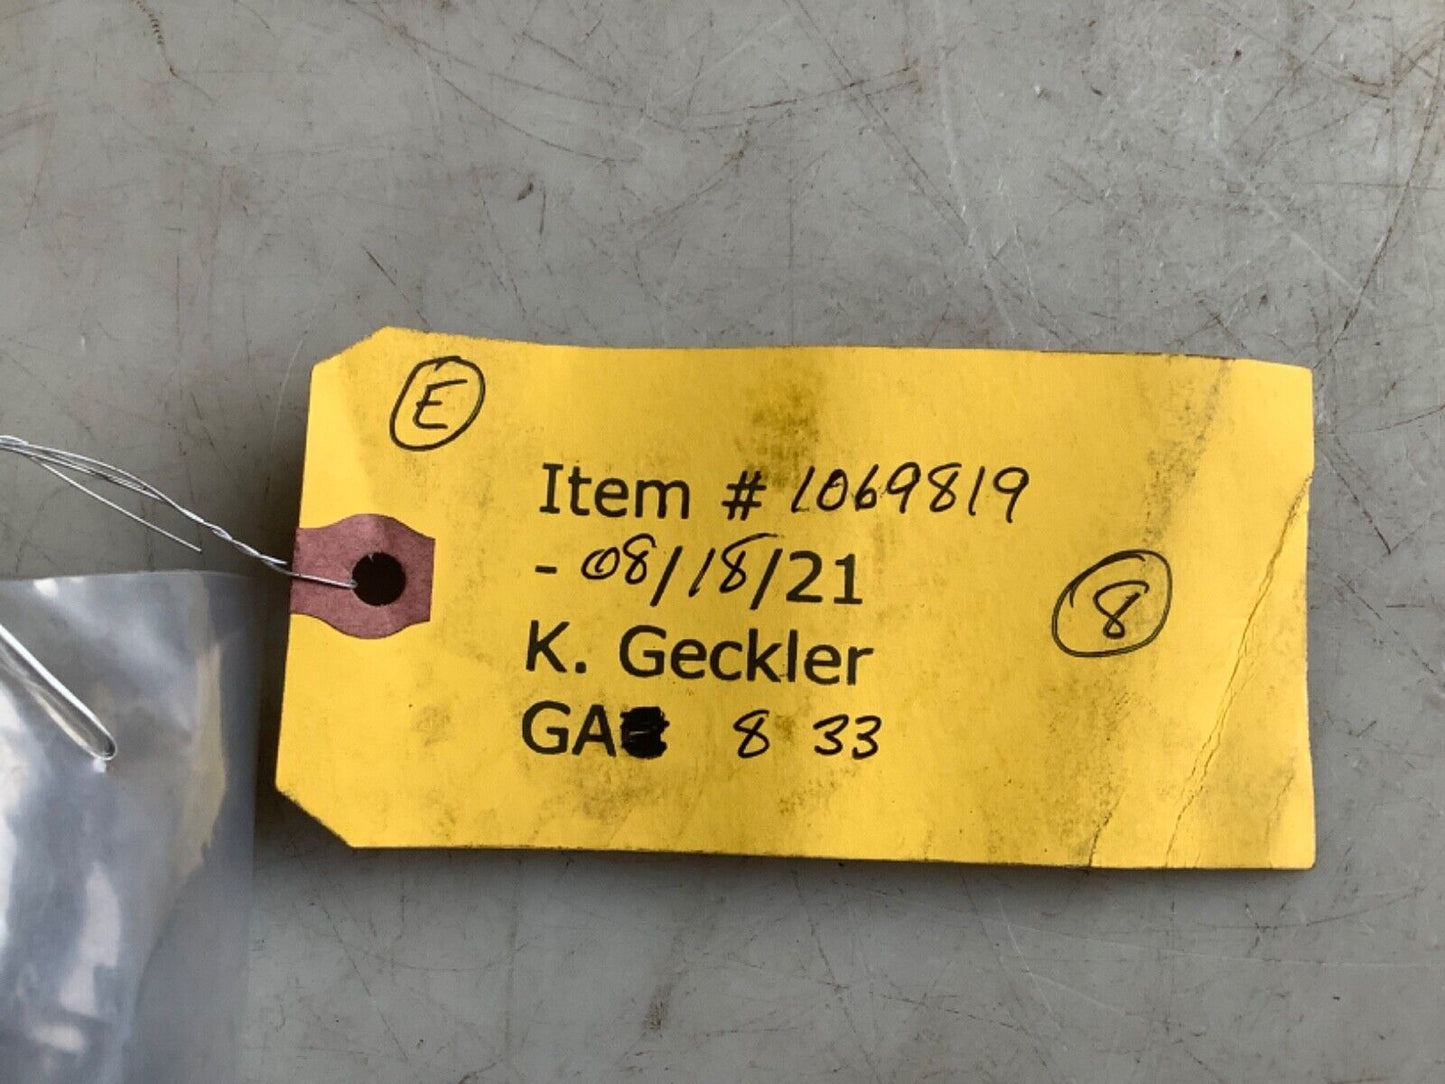 E
Item # 1069819
- 08/18/21
8
K. Geckler
GA 8 33